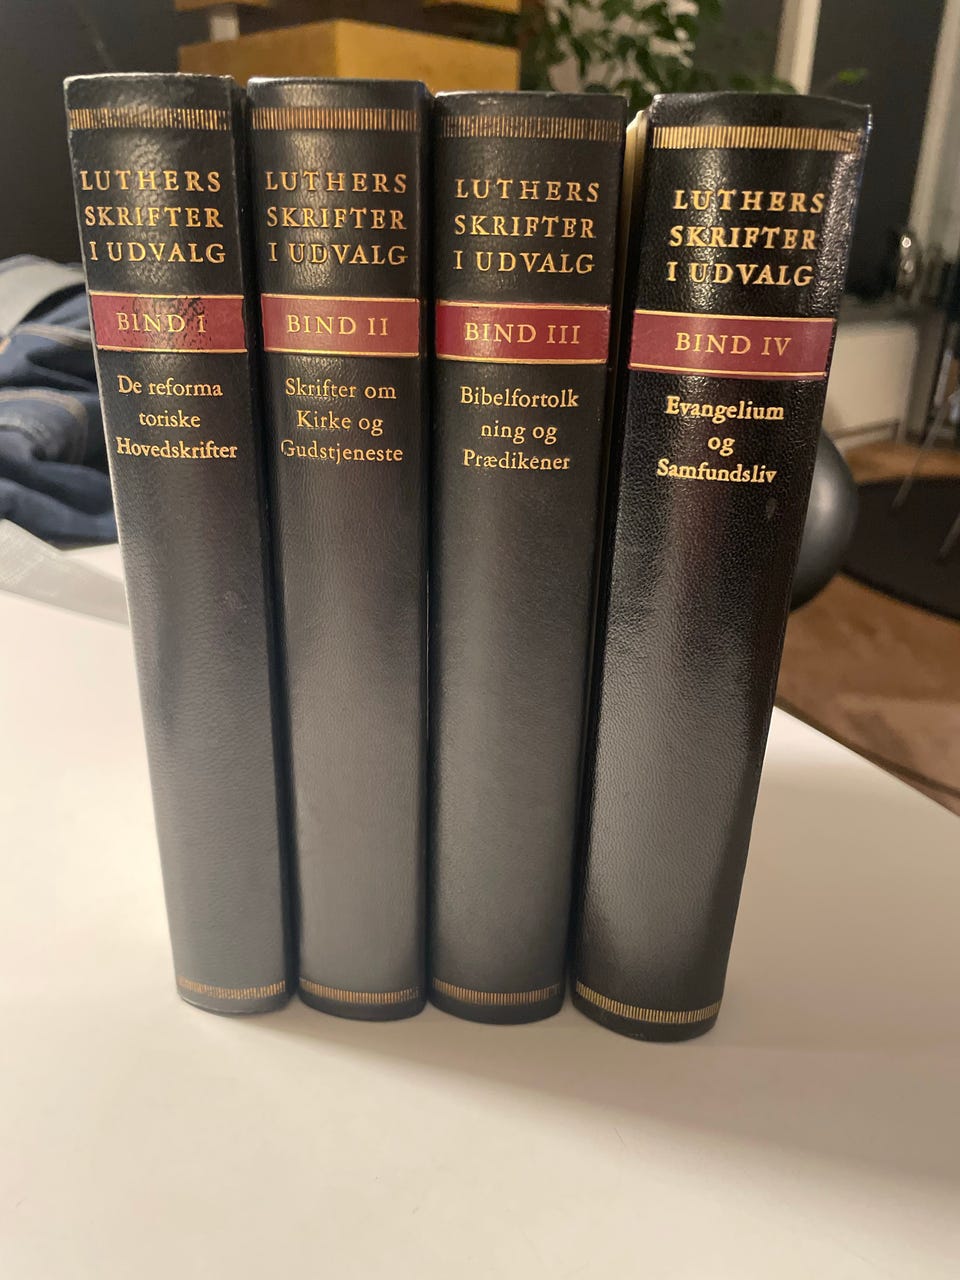 LUTHERS
SKRIFTER
I UDVALG
BIND I
De reforma
toriske
Hovedskrifter
LUTHERS
SKRIFTER
I UDVALG
BIND II
Skrifter om
Kirke og
Gudstjeneste
LUTHERS
SKRIFTER
I UDVALG
BIND III
Bibelfortolk
ning og
Prædikener
LUTHERS
SKRIFTER
I UDVALG
BIND IV
Evangelium
og
Samfundsliv